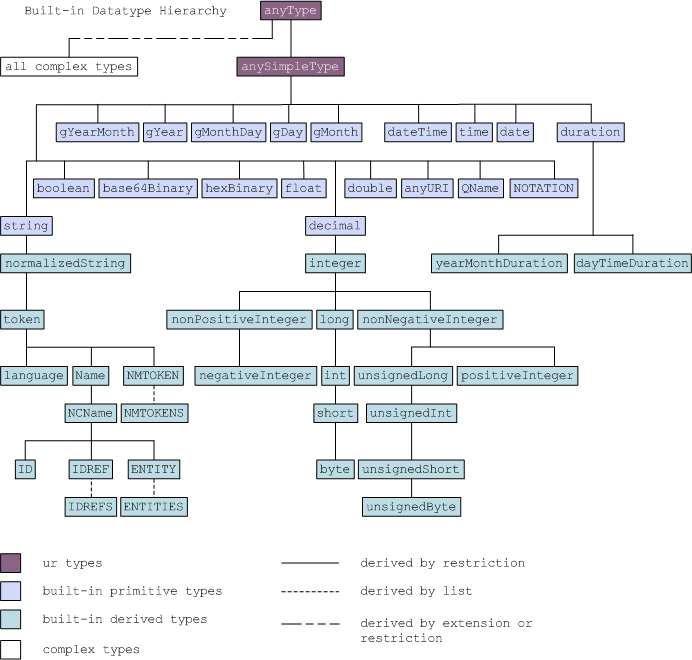 Built-in Datatype Hierarchy
anyType
all complex types
anySimpleType
gYearMonth gYear gMonthDay gDay gMonth dateTime time date duration
boolean base64Binary hexBinary float double anyURI QName NOTATION
string decimal
normalizedString integer yearMonthDuration dayTimeDuration
token nonPositiveInteger long nonNegativeInteger
language Name NMTOKEN negativeInteger int unsignedLong positiveInteger
NCName NMTOKENS short unsignedInt
ID IDREF ENTITY byte unsignedShort
IDREFS ENTITIES unsignedByte
ur types derived by restriction
built-in primitive types derived by list
built-in derived types derived by extension or
restriction
complex types